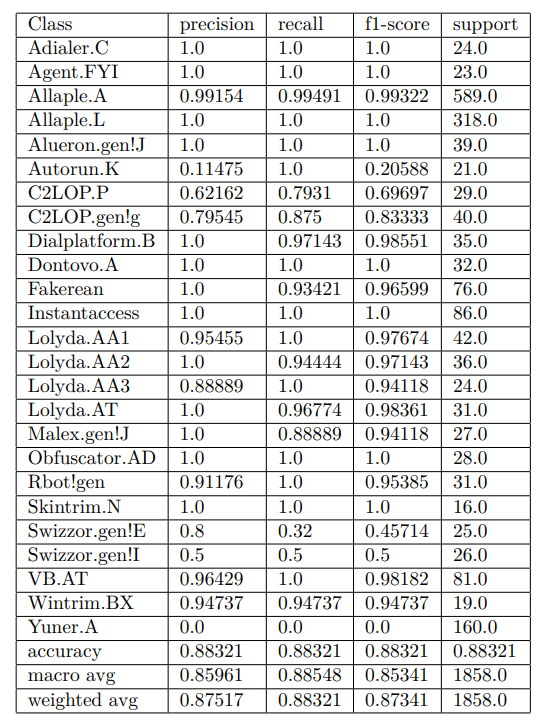 Class precision recall f1-score support
Adialer.C 1.0 1.0 1.0 24.0
Agent.FYI 1.0 1.0 1.0 23.0
Allaple.A 0.99154 0.99491 0.99322 589.0
Allaple.L 1.0 1.0 1.0 318.0
Alueron.gen!J 1.0 1.0 1.0 39.0
Autorun.K 0.11475 1.0 0.20588 21.0
C2LOP.P 0.62162 0.7931 0.69697 29.0
C2LOP.gen!g 0.79545 0.875 0.83333 40.0
Dialplatform.B 1.0 0.97143 0.98551 35.0
Dontovo.A 1.0 1.0 1.0 32.0
Fakerean 1.0 0.93421 0.96599 76.0
Instantaccess 1.0 1.0 1.0 86.0
Lolyda.AA1 0.95455 1.0 0.97674 42.0
Lolyda.AA2 1.0 0.94444 0.97143 36.0
Lolyda.AA3 0.88889 1.0 0.94118 24.0
Lolyda.AT 1.0 0.96774 0.98361 31.0
Malex.gen!J 1.0 0.88889 0.94118 27.0
Obfuscator.AD 1.0 1.0 1.0 28.0
Rbot!gen 0.91176 1.0 0.95385 31.0
Skintrim.N 1.0 1.0 1.0 16.0
Swizzor.gen!E 0.8 0.32 0.45714 25.0
Swizzor.gen!I 0.5 0.5 0.5 26.0
VB.AT 0.96429 1.0 0.98182 81.0
Wintrim.BX 0.94737 0.94737 0.94737 19.0
Yuner.A 0.0 0.0 0.0 160.0
accuracy 0.88321 0.88321 0.88321 0.88321
macro avg 0.85961 0.88548 0.85341 1858.0
weighted avg 0.87517 0.88321 0.87341 1858.0